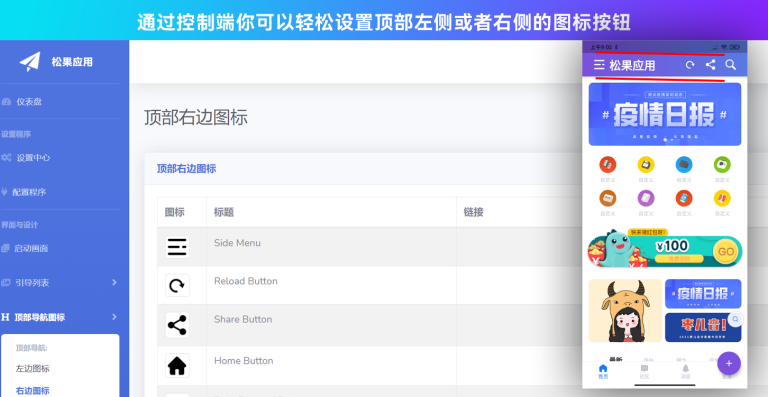 通过控制端你可以轻松设置顶部左侧或者右侧的图标按钮
松果应用
仪表盘
设置程序
设置中心
配置程序
界面与设计
启动画面
引导列表
顶部导航图标
顶部导航:
左边图标
右边图标
顶部右边图标
顶部右边图标
图标 标题 链接
Side Menu
Reload Button
Share Button
Home Button
松果应用
#疫情日报#
自定义 自定义 自定义 自定义
自定义 自定义 自定义 自定义
¥100
GO
疫情日报
枣儿音!
最新
首页